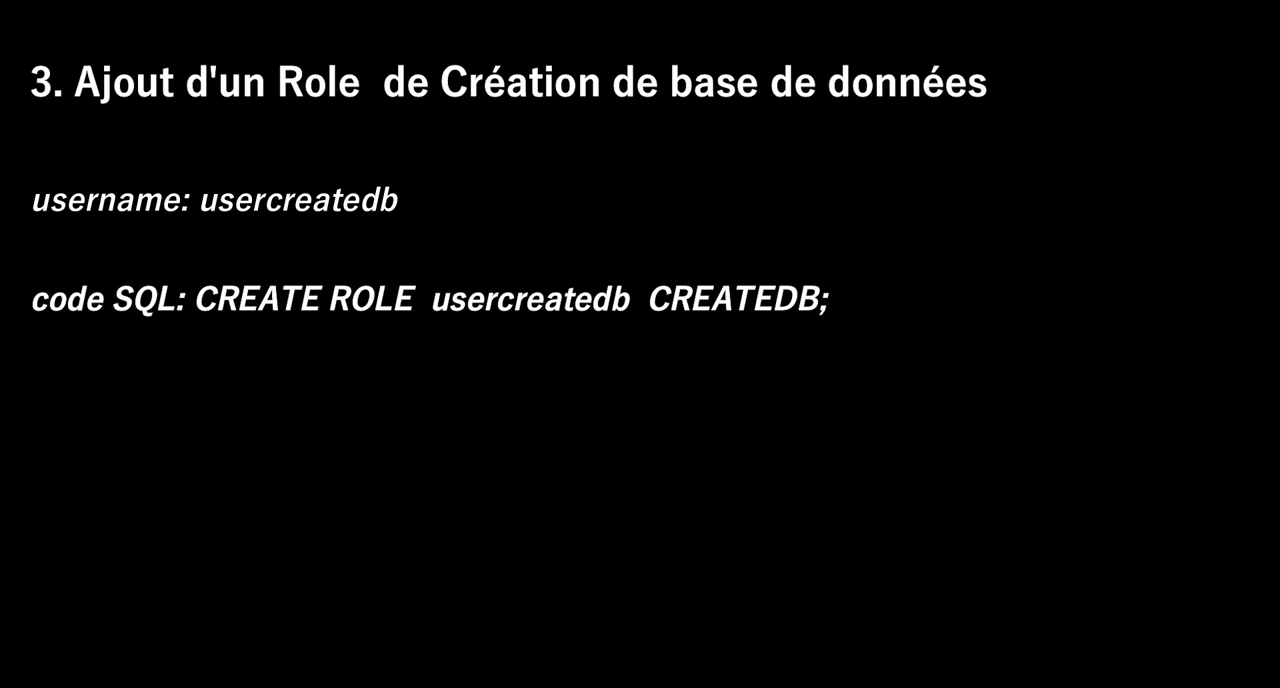 3. Ajout d'un Role de Création de base de données
username: usercreatedb
code SQL: CREATE ROLE usercreatedb CREATEDB;